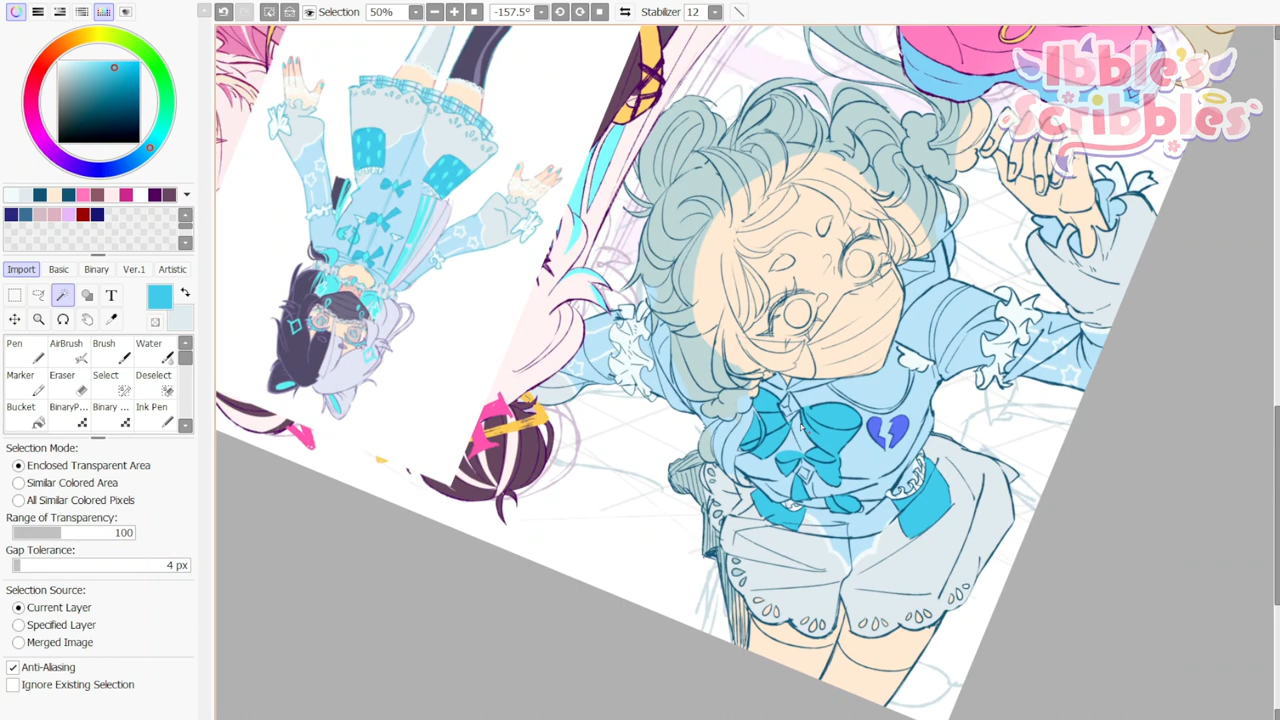 Selection 50% -157.5° Stabilizer 12
Ibble's
Scribbles
Import Basic Binary Ver.1 Artistic
T
Pen AirBrush Brush Water
Marker Eraser Select Deselect
Bucket BinaryP... Binary ... Ink Pen
Selection Mode:
Enclosed Transparent Area
Similar Colored Area
All Similar Colored Pixels
Range of Transparency:
100
Gap Tolerance:
4 px
Selection Source:
Current Layer
Specified Layer
Merged Image
Anti-Aliasing
Ignore Existing Selection